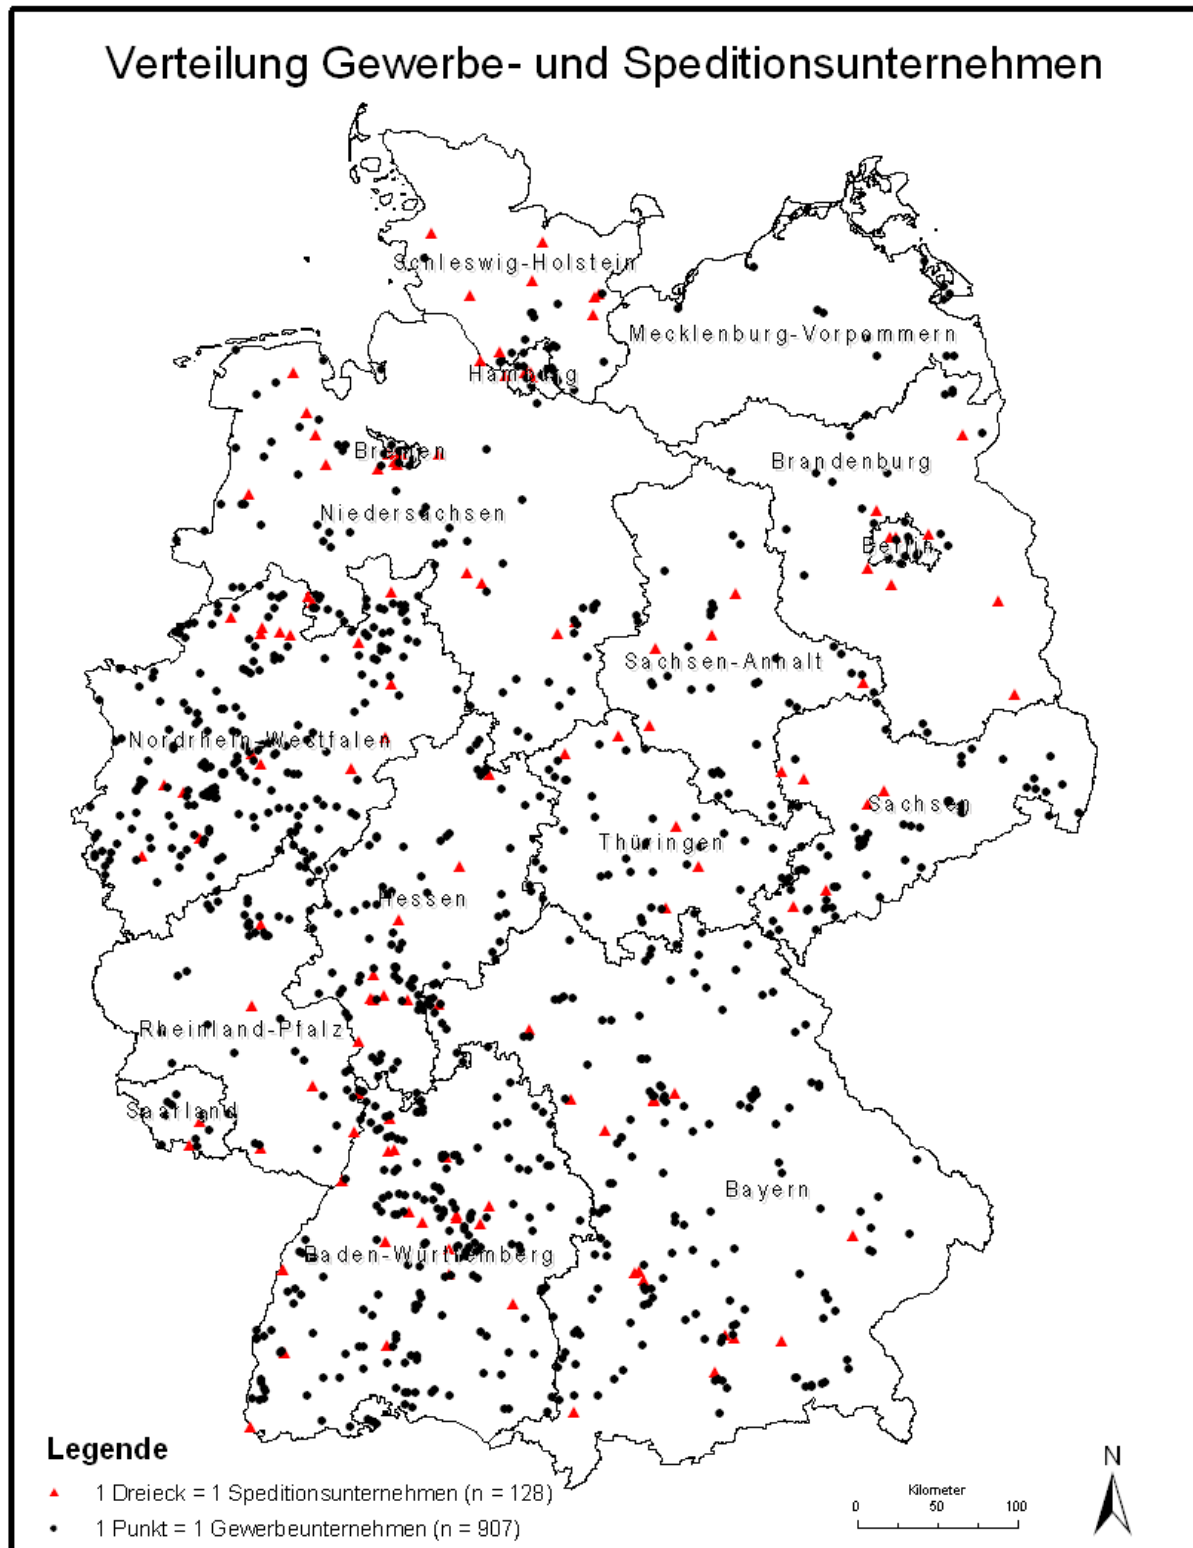 Verteilung Gewerbe- und Speditionsunternehmen
Schleswig-Holstein
Mecklenburg-Vorpommern
Hamburg
Bremen
Brandenburg
Niedersachsen
Berlin
Sachsen-Anhalt
Nordrhein-Westfalen
Sachsen
Thüringen
Hessen
Rheinland-Pfalz
Saarland
Bayern
Baden-Württemberg
Legende
1 Dreieck = 1 Speditionsunternehmen (n = 128)
1 Punkt = 1 Gewerbeunternehmen (n = 907)
Kilometer
0 50 100
N